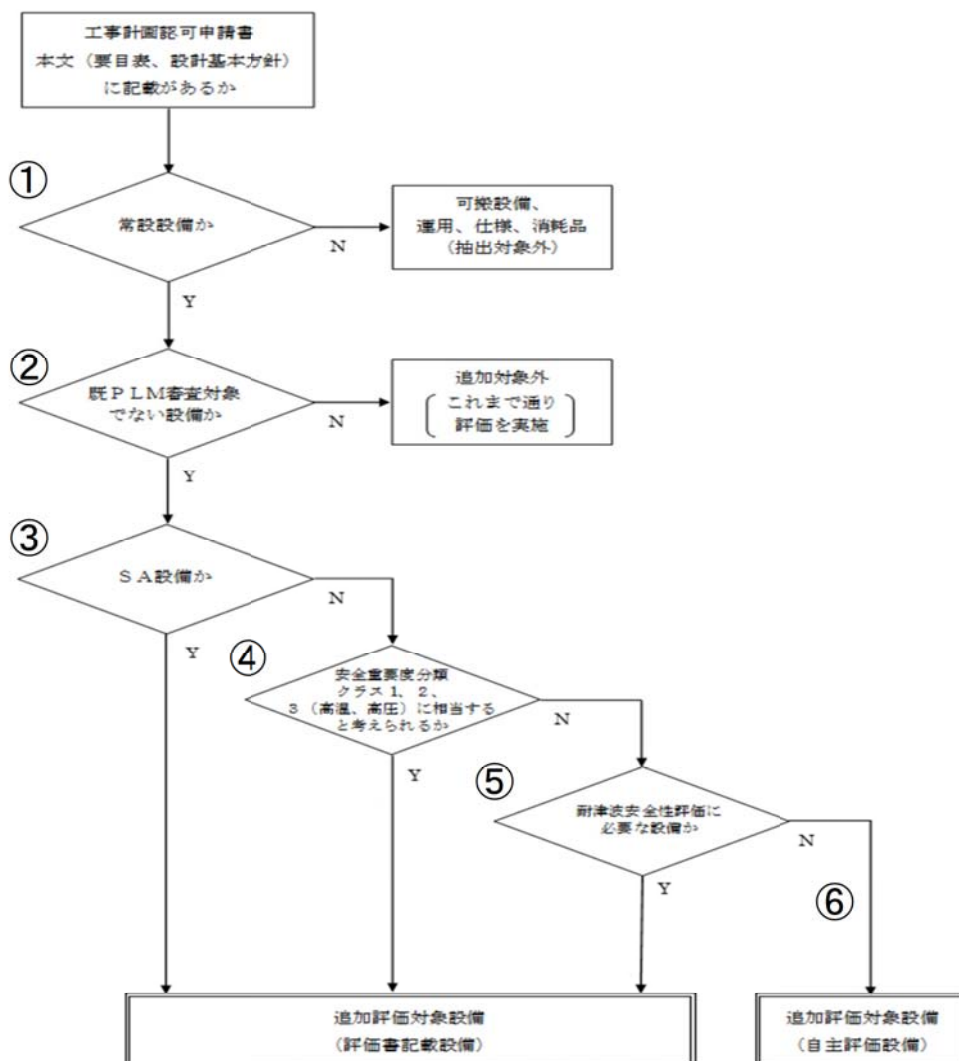 工事計画認可申請書
本文（要目表、設計基本方針）
に記載があるか
①
常設設備か
N
可搬設備、
運用、仕様、消耗品
（抽出対象外）
Y
②
既ＰＬＭ審査対象
でない設備か
N
追加対象外
これまで通り
評価を実施
Y
③
ＳＡ設備か
N
Y
④
安全重要度分類
クラス１、２、
３（高温、高圧）に相当する
と考えられるか
N
Y
⑤
耐津波安全性評価に
必要な設備か
N
Y
⑥
追加評価対象設備
（評価書記載設備）
追加評価対象設備
（自主評価設備）